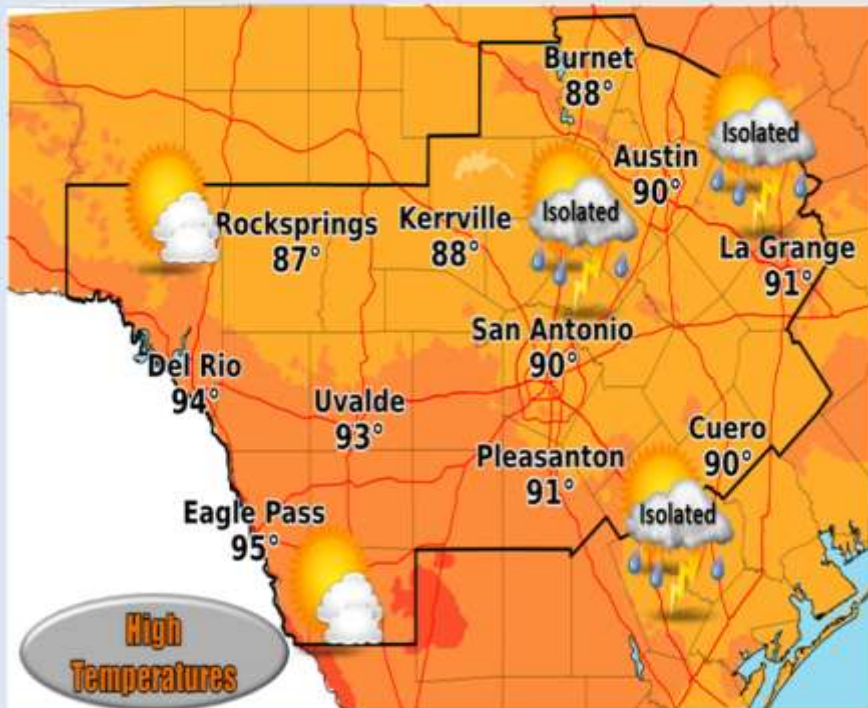 Burnet
88°
Isolated
Austin
90°
Isolated
Rocksprings
87°
Kerrville
88°
La Grange
91°
San Antonio
90°
Del Rio
94°
Uvalde
93°
Cuero
90°
Pleasanton
91°
Eagle Pass
95°
Isolated
High
Temperatures